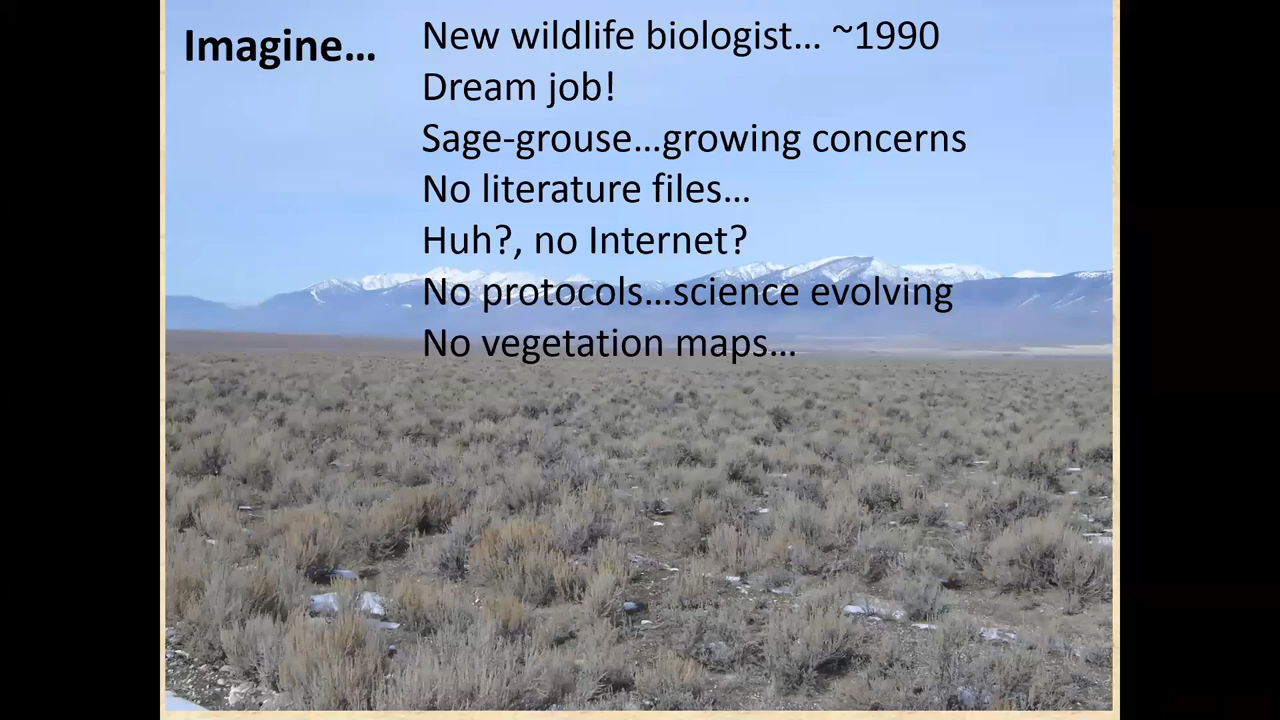 Imagine…
New wildlife biologist… ~1990
Dream job!
Sage-grouse…growing concerns
No literature files…
Huh?, no Internet?
No protocols…science evolving
No vegetation maps…